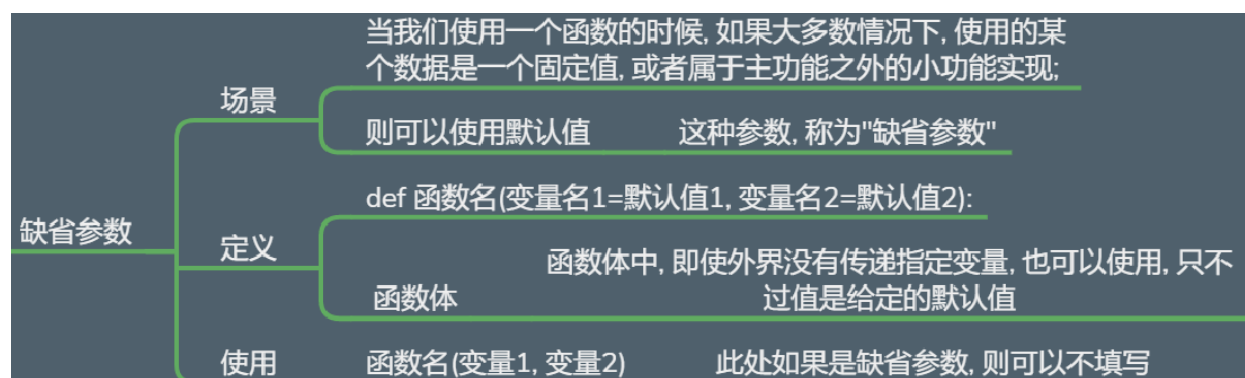 当我们使用一个函数的时候, 如果大多数情况下, 使用的某
个数据是一个固定值, 或者属于主功能之外的小功能实现;
场景
则可以使用默认值 这种参数, 称为"缺省参数"
def 函数名(变量名1=默认值1, 变量名2=默认值2):
缺省参数
定义
函数体中, 即使外界没有传递指定变量, 也可以使用, 只不
过值是给定的默认值
函数体
使用 函数名(变量1, 变量2) 此处如果是缺省参数, 则可以不填写